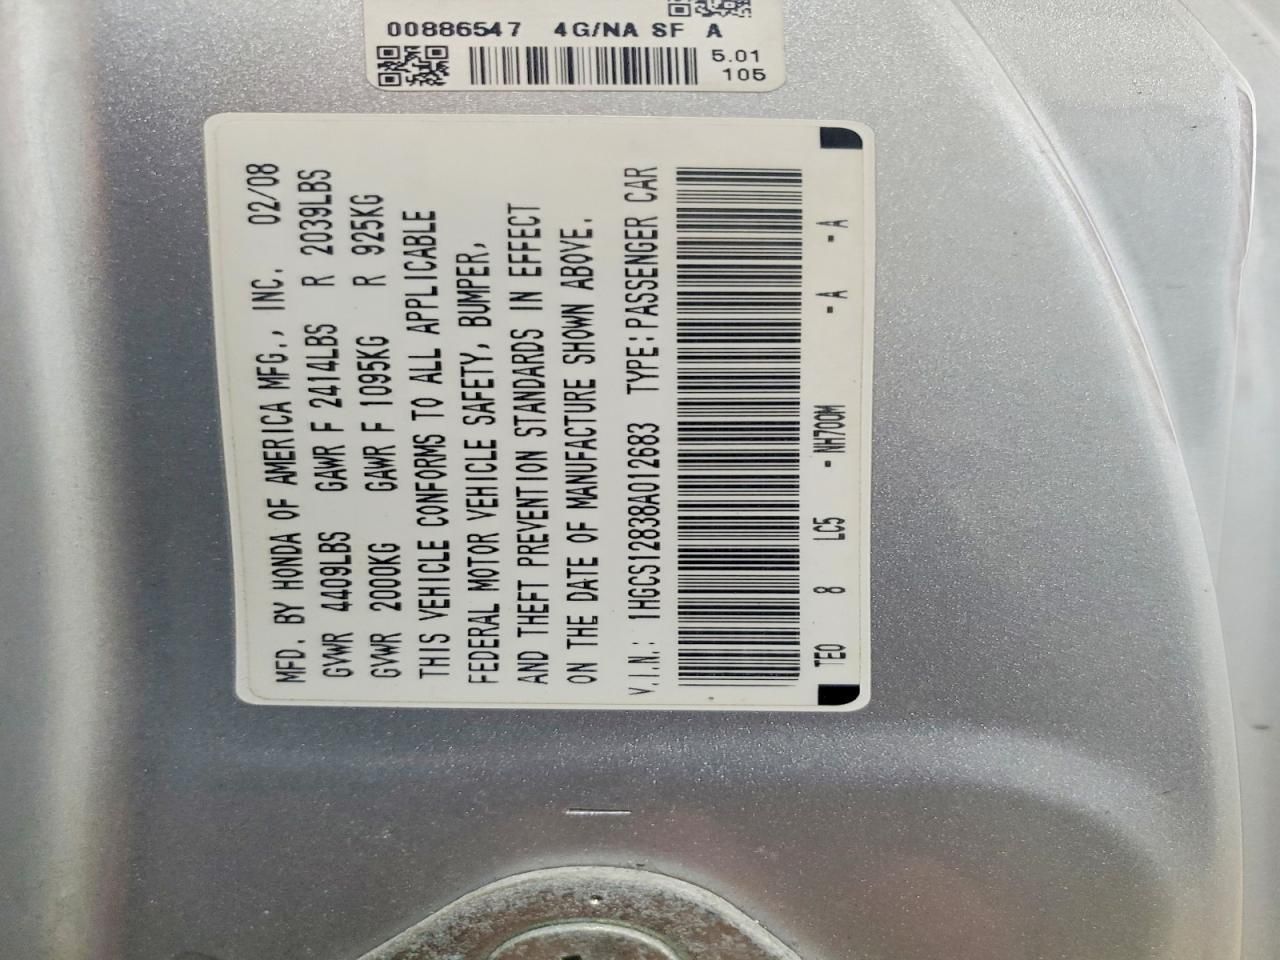 00886547 4G/NA SF A
5.01
105
MFD. BY HONDA OF AMERICA MFG., INC. 02/08
GVWR 4409LBS GAWR F 2414LBS R 2039LBS
GVWR 2000KG GAWR F 1095KG R 925KG
THIS VEHICLE CONFORMS TO ALL APPLICABLE
FEDERAL MOTOR VEHICLE SAFETY, BUMPER,
AND THEFT PREVENTION STANDARDS IN EFFECT
ON THE DATE OF MANUFACTURE SHOWN ABOVE.
V.I.N.: 1HGCS12838A012683 TYPE:PASSENGER CAR
TE0 8 LC5 - NH700M - A - A